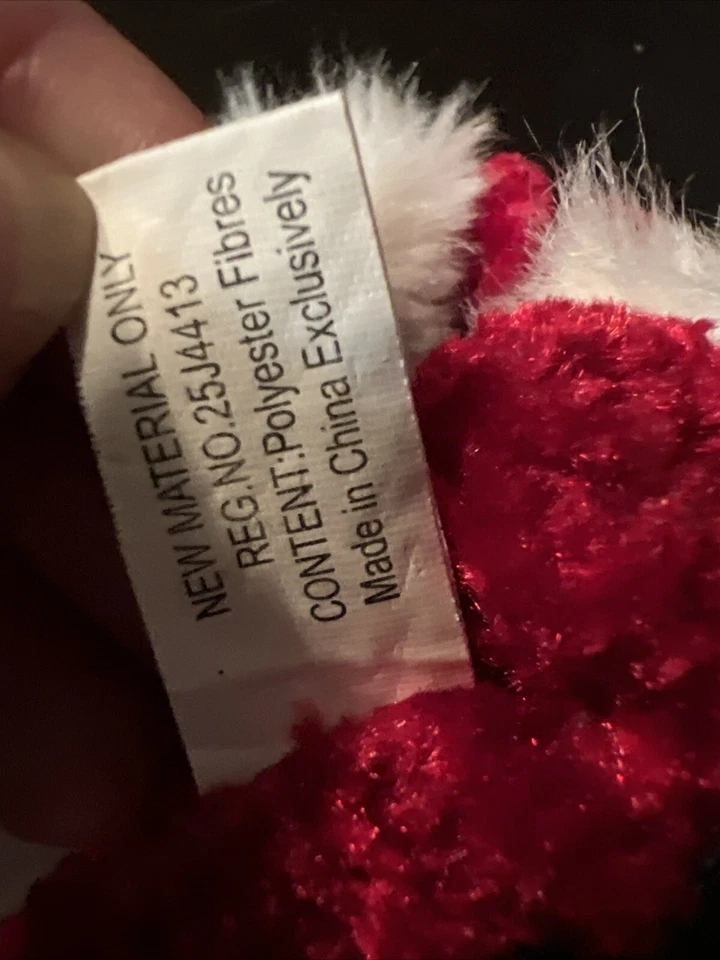 NEW MATERIAL ONLY
REG.NO.25J4413
CONTENT:Polyester Fibres
Exclusively
Made in China